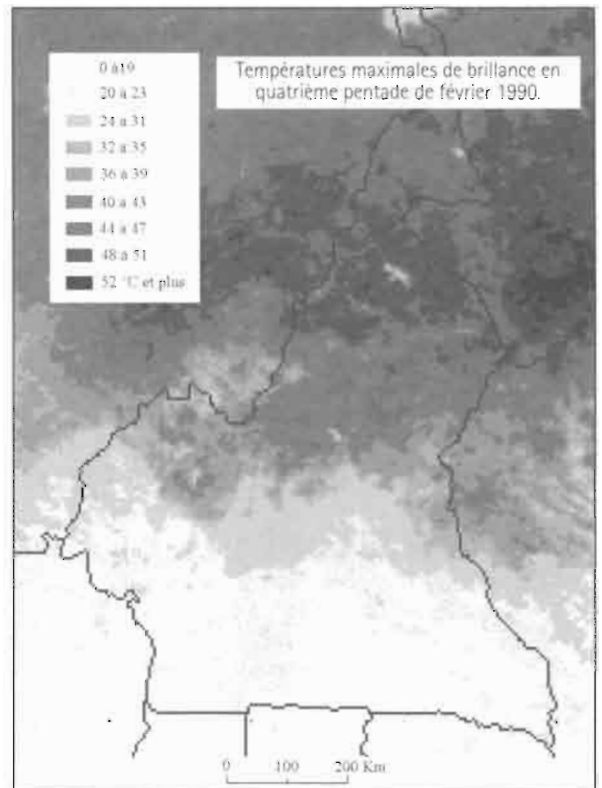 0 à 19
20 à 23
24 a 31
32 a 35
36 a 39
40 a 43
44 a 47
48 a 51
52 °C et plus
Températures maximales de brillance en
quatrième pentade de février 1990.
0 100 200 Km